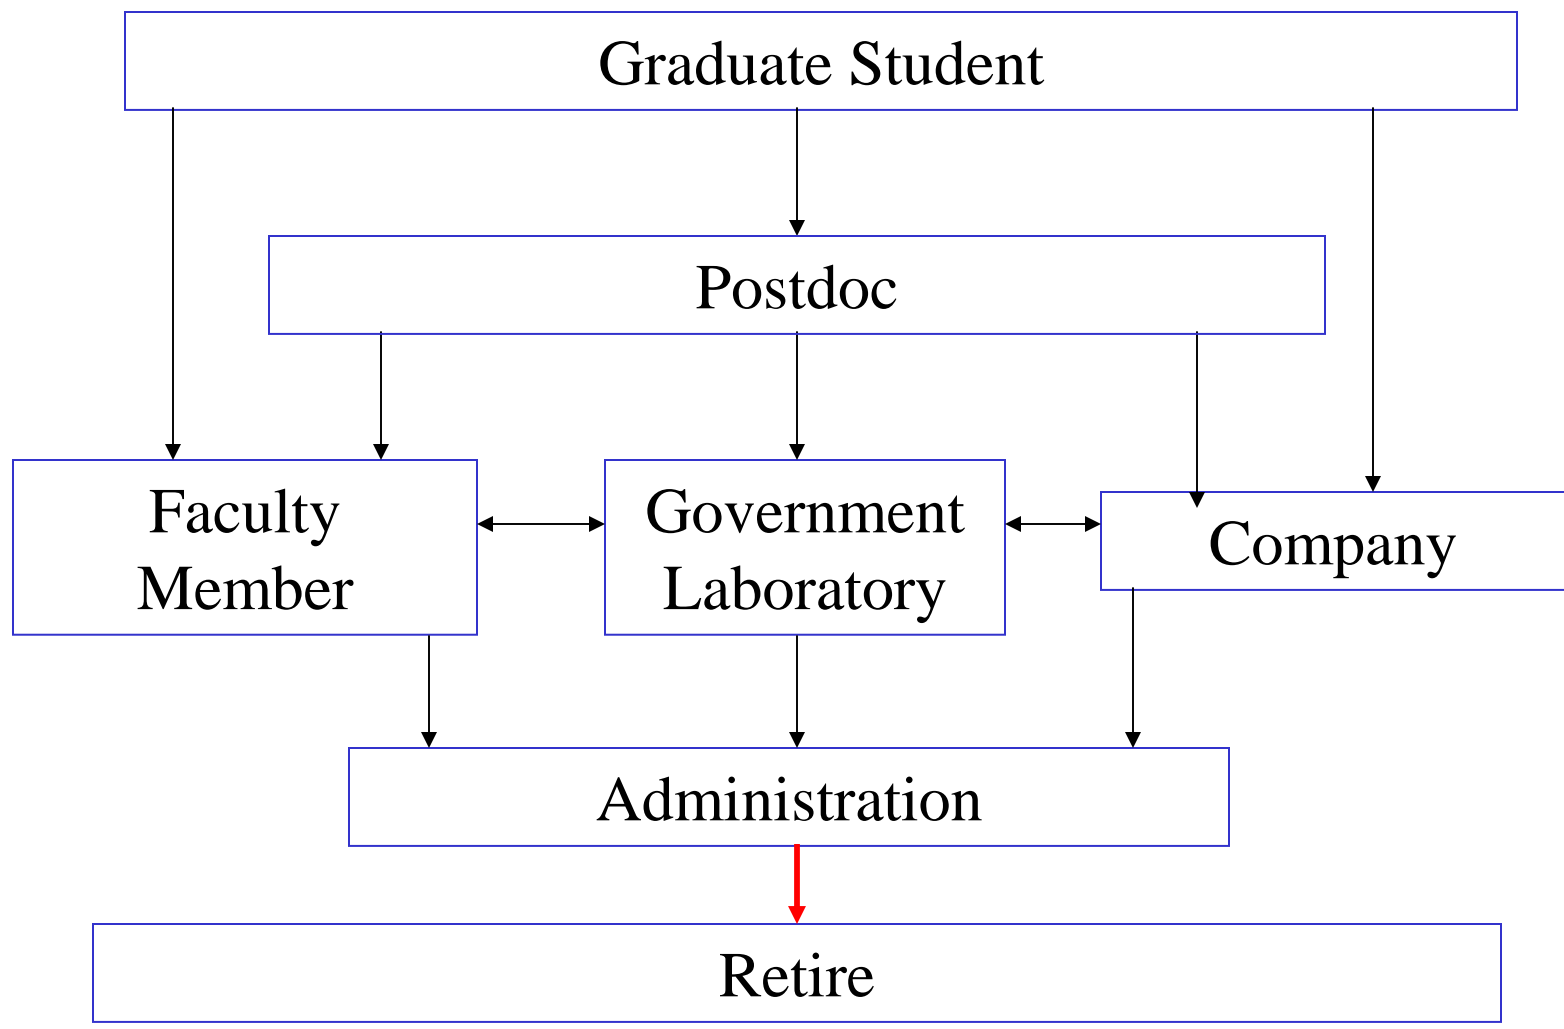 Graduate Student
Postdoc
Faculty
Member
Government
Laboratory
Company
Administration
Retire